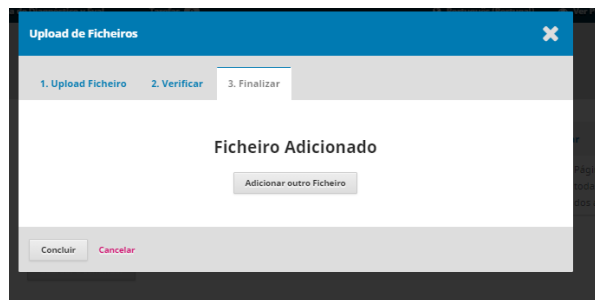 Upload de Ficheiros
1. Upload Ficheiro 2. Verificar 3. Finalizar
Ficheiro Adicionado
Adicionar outro Ficheiro
Concluir Cancelar